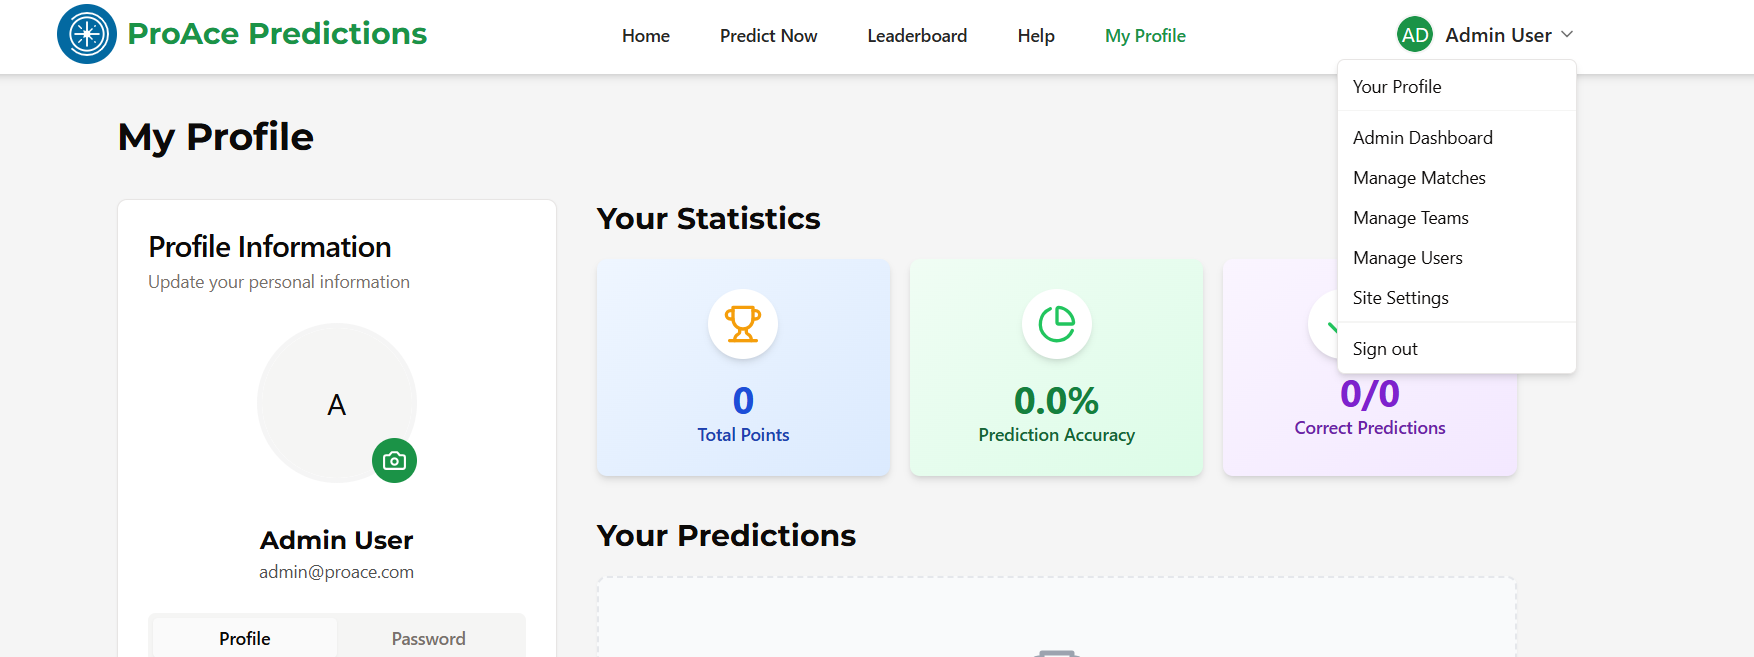 ProAce Predictions
Home
Predict Now
Leaderboard
Help
My Profile
AD
Admin User
Your Profile
Admin Dashboard
Manage Matches
Manage Teams
Manage Users
Site Settings
Sign out
My Profile
Profile Information
Update your personal information
A
Admin User
admin@proace.com
Profile
Password
Your Statistics
0
Total Points
0.0%
Prediction Accuracy
0/0
Correct Predictions
Your Predictions